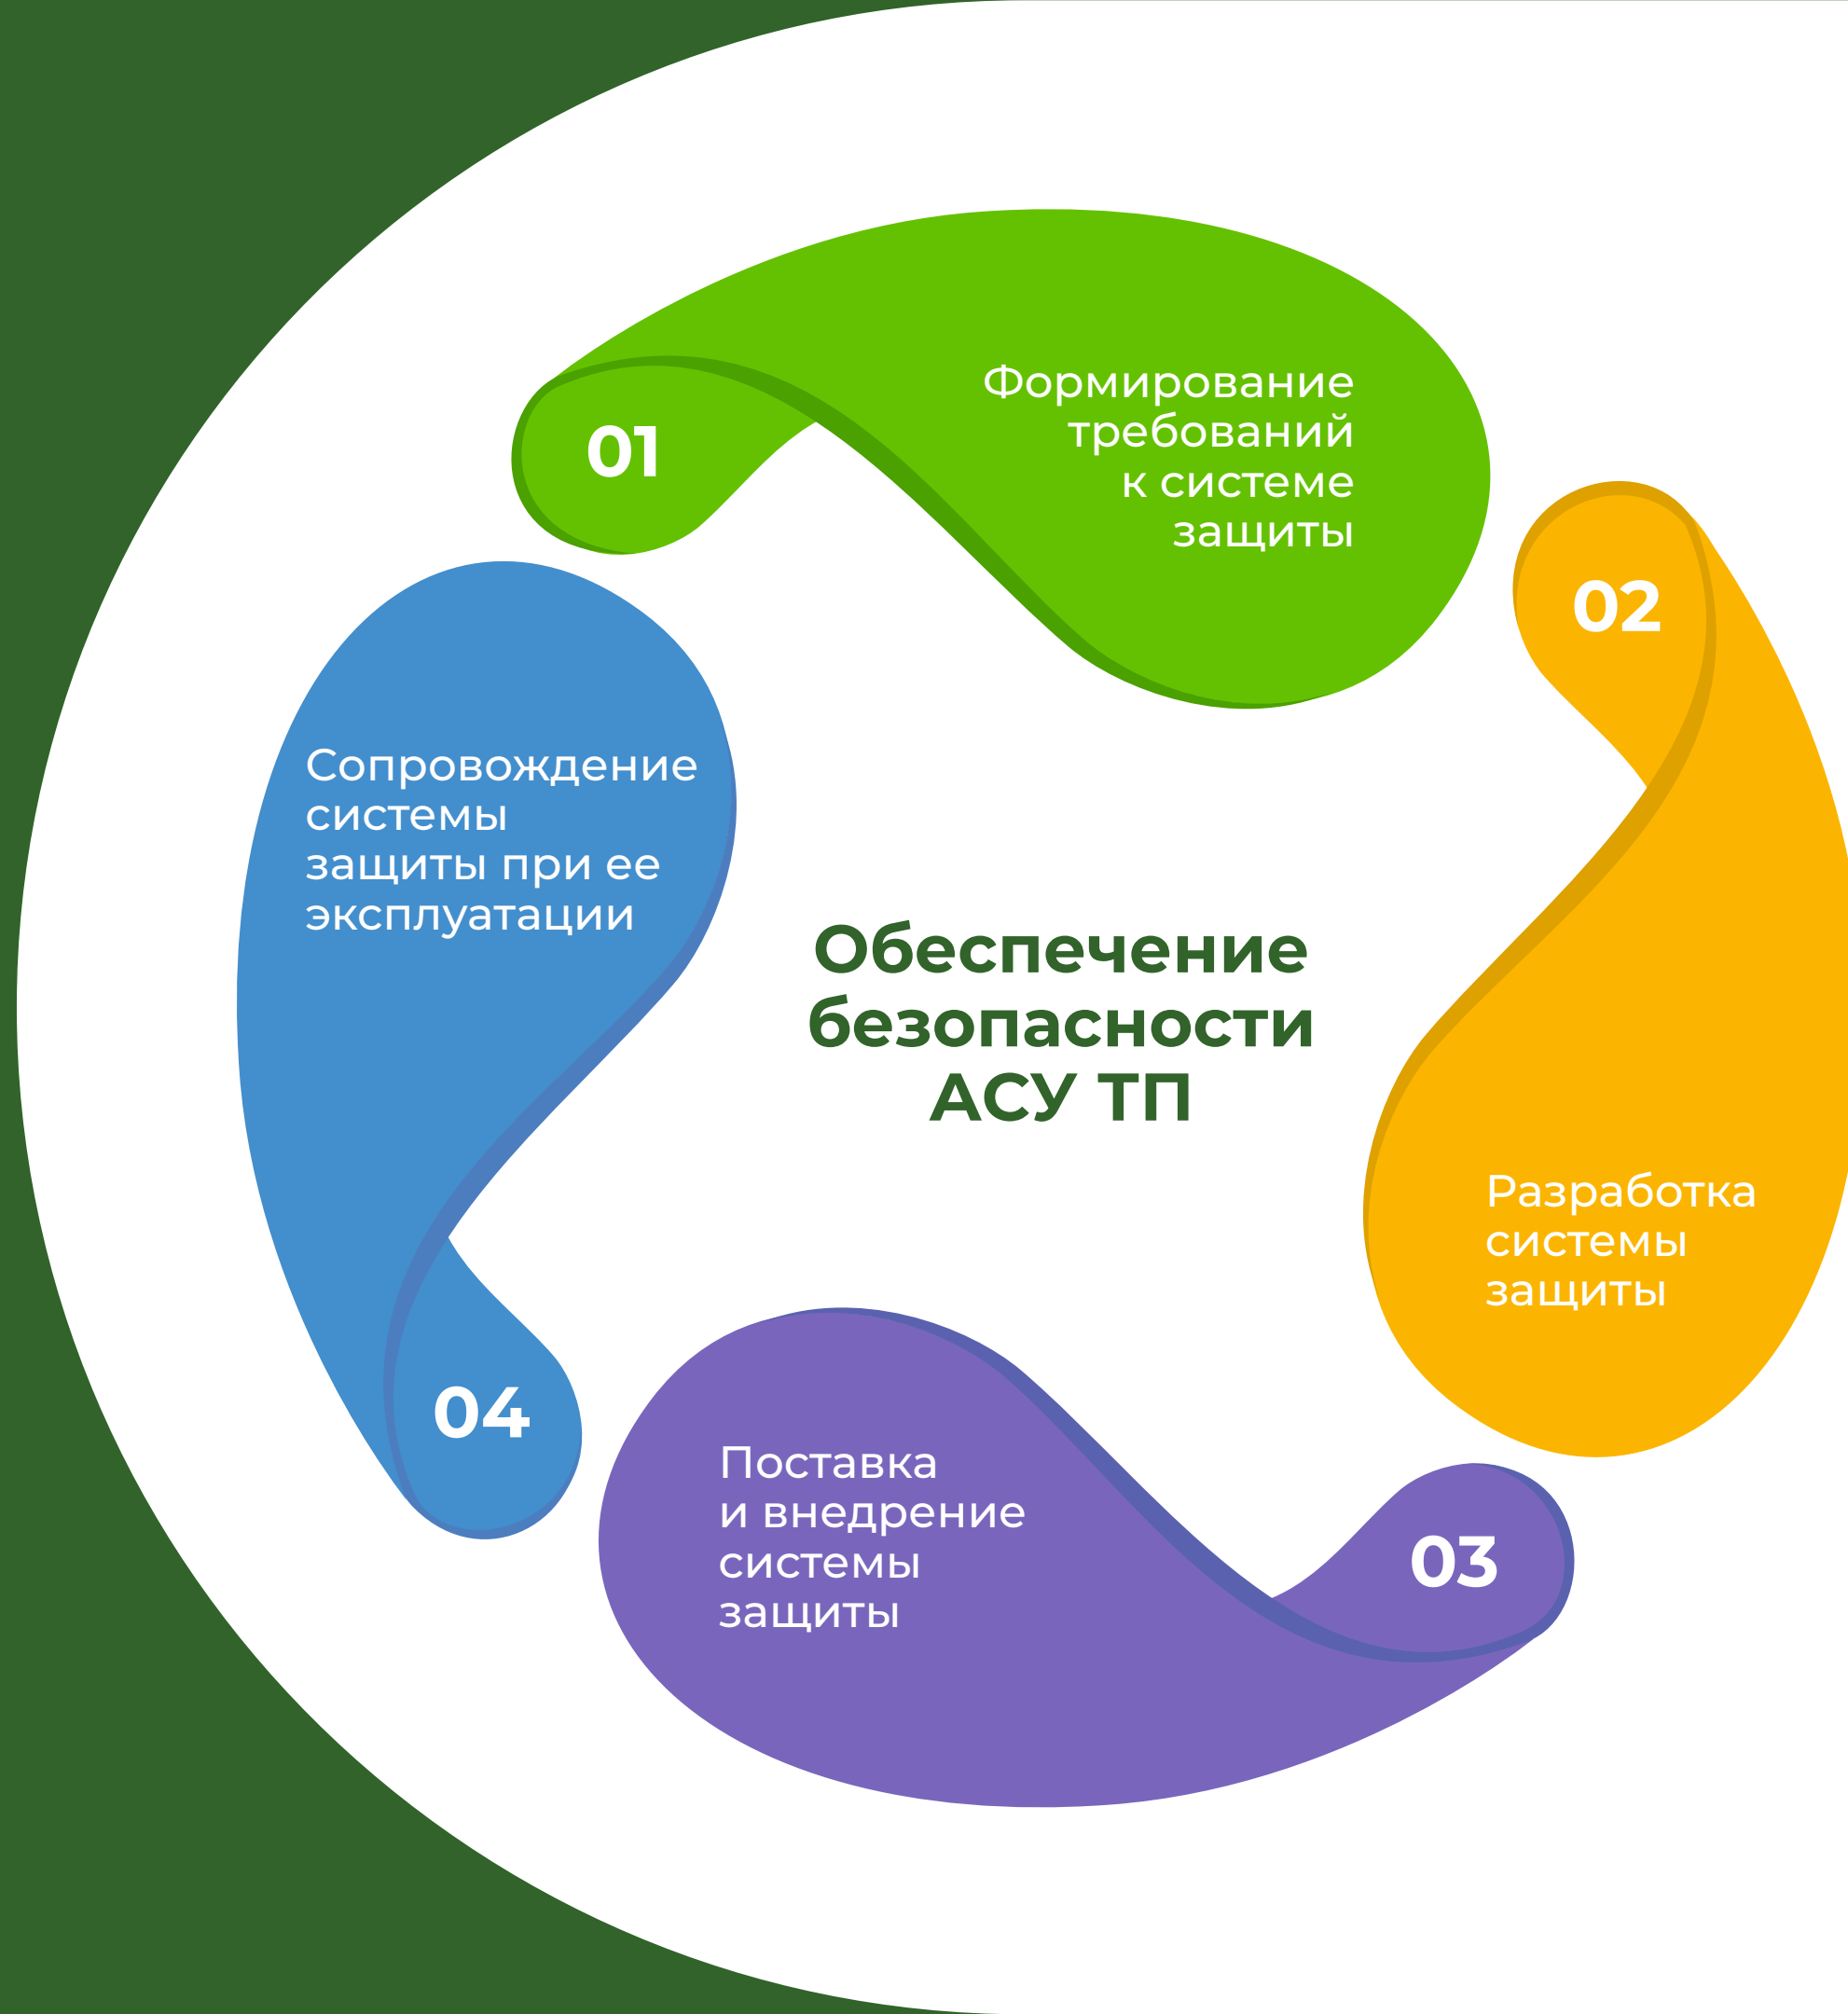 01
Формирование
требований
к системе
защиты
02
Разработка
системы
защиты
03
Поставка
и внедрение
системы
защиты
04
Сопровождение
системы
защиты при ее
эксплуатации
Обеспечение
безопасности
АСУ ТП